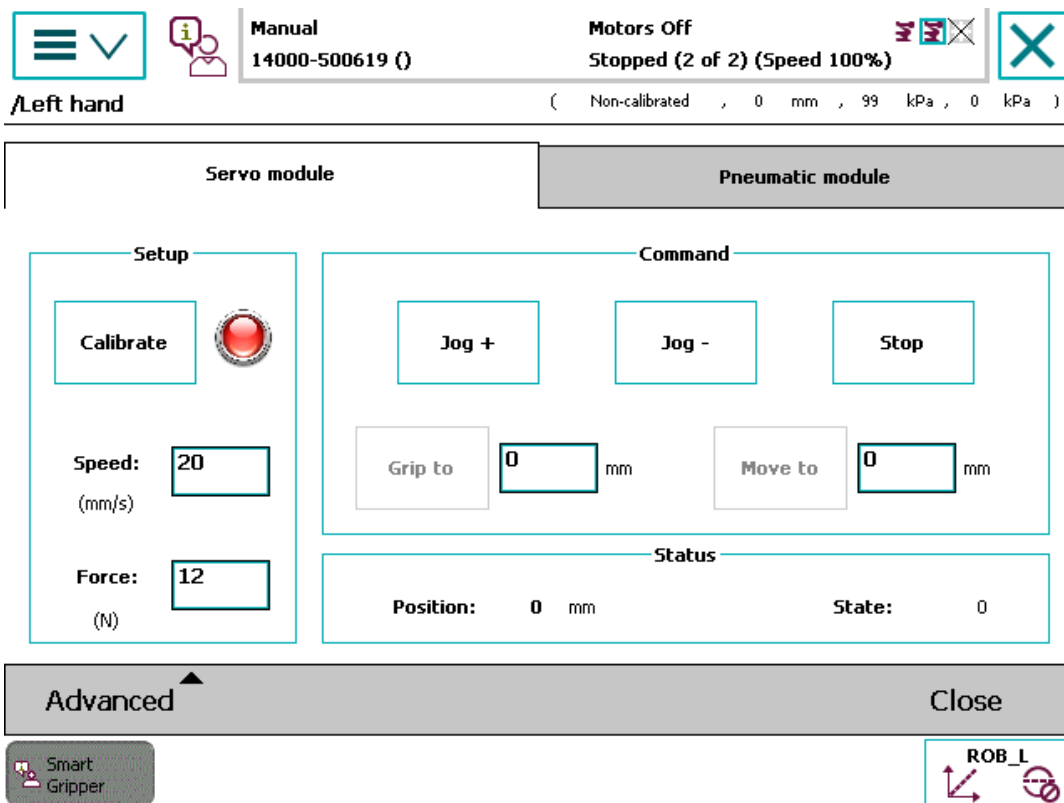 Manual
Motors Off
14000-500619 ()
Stopped (2 of 2) (Speed 100%)
/Left hand
( Non-calibrated , 0 mm , 99 kPa , 0 kPa )
Servo module
Pneumatic module
Setup
Command
Calibrate
Jog +
Jog -
Stop
Speed:
20
(mm/s)
Grip to
0
mm
Move to
0
mm
Force:
12
(N)
Status
Position: 0 mm
State: 0
Advanced
Close
Smart
Gripper
ROB_L